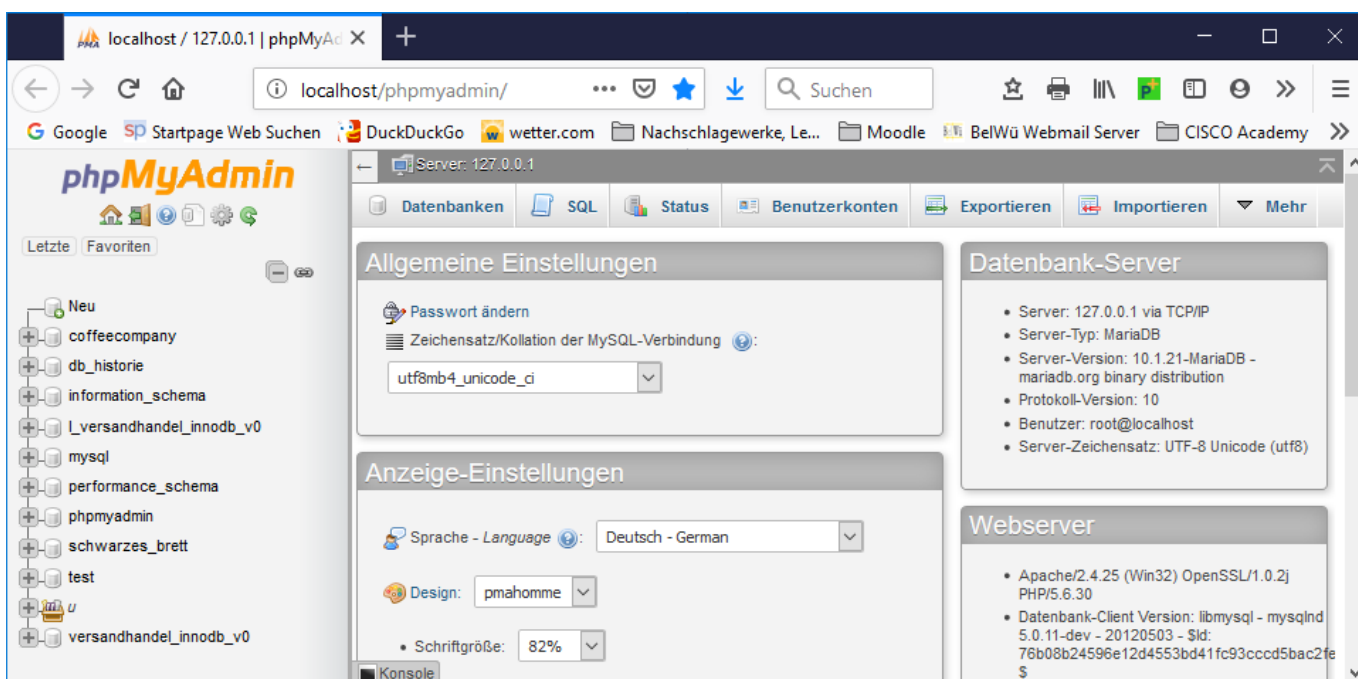 localhost / 127.0.0.1 | phpMyAd
localhost/phpmyadmin/
Suchen
Google
Startpage Web Suchen
DuckDuckGo
wetter.com
Nachschlagewerke, Le...
Moodle
BelWü Webmail Server
CISCO Academy
phpMyAdmin
Letzte
Favoriten
Neu
coffeecompany
db_historie
information_schema
l_versandhandel_innodb_v0
mysql
performance_schema
phpmyadmin
schwarzes_brett
test
u
versandhandel_innodb_v0
Server: 127.0.0.1
Datenbanken
SQL
Status
Benutzerkonten
Exportieren
Importieren
Mehr
Allgemeine Einstellungen
Passwort ändern
Zeichensatz/Kollation der MySQL-Verbindung :
utf8mb4_unicode_ci
Anzeige-Einstellungen
Sprache - Language : Deutsch - German
Design: pmahomme
• Schriftgröße: 82%
Konsole
Datenbank-Server
• Server: 127.0.0.1 via TCP/IP
• Server-Typ: MariaDB
• Server-Version: 10.1.21-MariaDB -
mariadb.org binary distribution
• Protokoll-Version: 10
• Benutzer: root@localhost
• Server-Zeichensatz: UTF-8 Unicode (utf8)
Webserver
• Apache/2.4.25 (Win32) OpenSSL/1.0.2j
PHP/5.6.30
• Datenbank-Client Version: libmysql - mysqlnd
5.0.11-dev - 20120503 - $Id:
76b08b24596e12d4553bd41fc93cccd5bac2fe
$